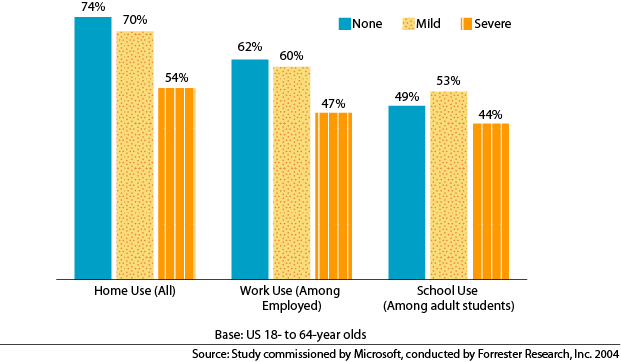 74%
70%
54%
62%
60%
47%
49%
53%
44%
None Mild Severe
Home Use (All)
Work Use (Among
Employed)
School Use
(Among adult students)
Base: US 18- to 64-year olds
Source: Study commissioned by Microsoft, conducted by Forrester Research, Inc. 2004